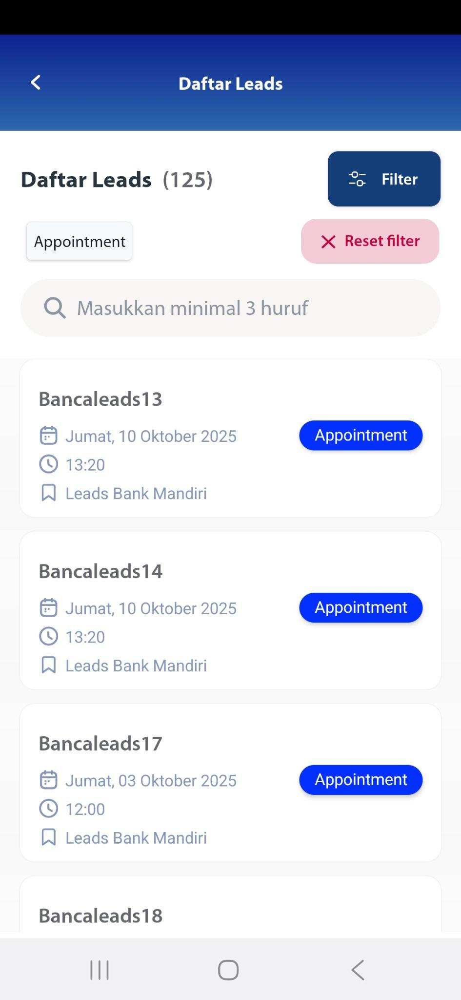 Daftar Leads
Daftar Leads (125)
Filter
Appointment
Reset filter
Masukkan minimal 3 huruf
Bancaleads13
Jumat, 10 Oktober 2025
Appointment
13:20
Leads Bank Mandiri
Bancaleads14
Jumat, 10 Oktober 2025
Appointment
13:20
Leads Bank Mandiri
Bancaleads17
Jumat, 03 Oktober 2025
Appointment
12:00
Leads Bank Mandiri
Bancaleads18